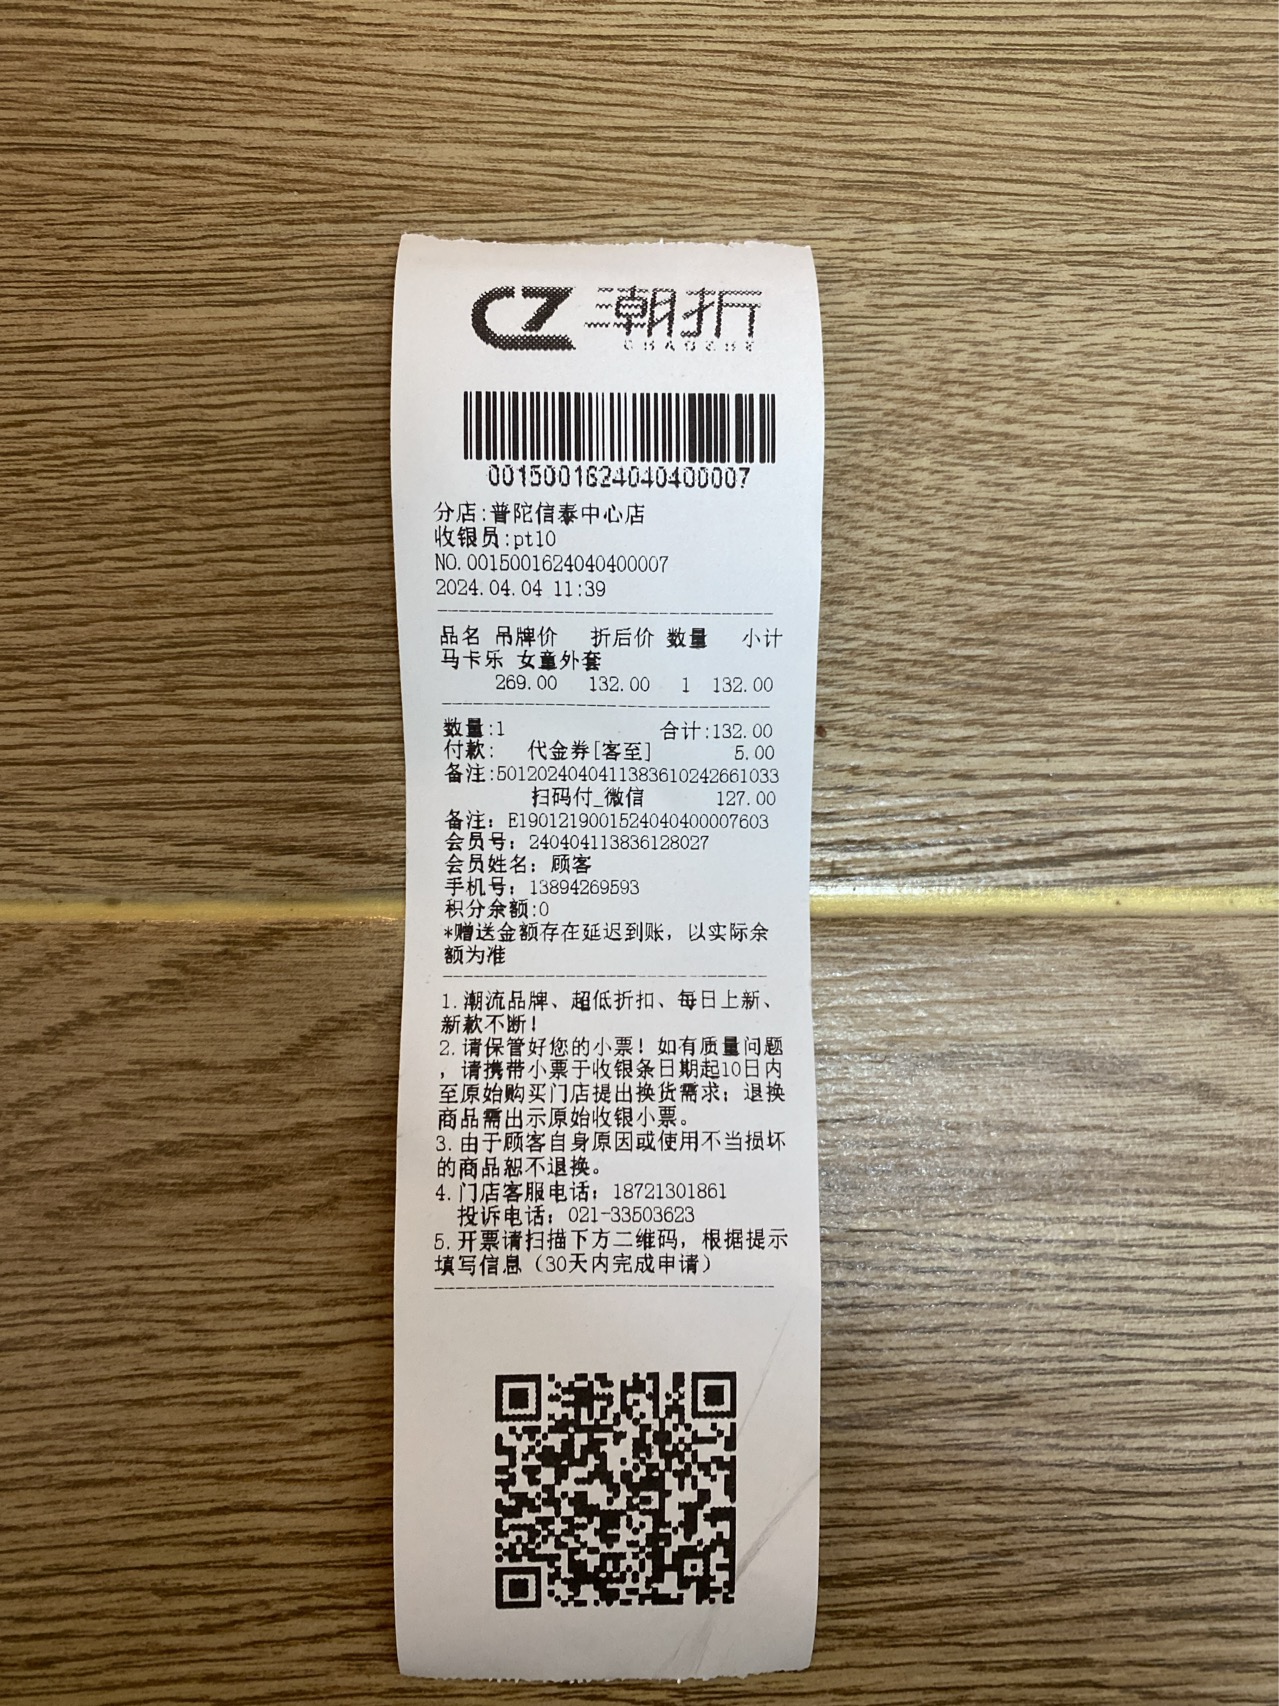 CZ 潮折
CHAOZHE
0015001624040400007
分店:普陀信泰中心店
收银员:pt10
NO.0015001624040400007
2024.04.04 11:39
品名 吊牌价 折后价 数量 小计
马卡乐 女童外套
269.00 132.00 1 132.00
数量:1 合计:132.00
付款: 代金券[客至] 5.00
备注:501202404041138361024266​1033
扫码付_微信 127.00
备注: E19012190015240404000​07603
会员号: 240404113836128027
会员姓名: 顾客
手机号: 13894269593
积分余额:0
*赠送金额存在延迟到账, 以实际余
额为准
1.潮流品牌、超低折扣、每日上新、
新款不断!
2.请保管好您的小票! 如有质量问题
, 请携带小票于收银条日期起10日内
至原始购买门店提出换货需求; 退换
商品需出示原始收银小票。
3.由于顾客自身原因或使用不当损坏
的商品恕不退换。
4.门店客服电话: 18721301861
投诉电话: 021-33503623
5.开票请扫描下方二维码, 根据提示
填写信息 (30天内完成申请)